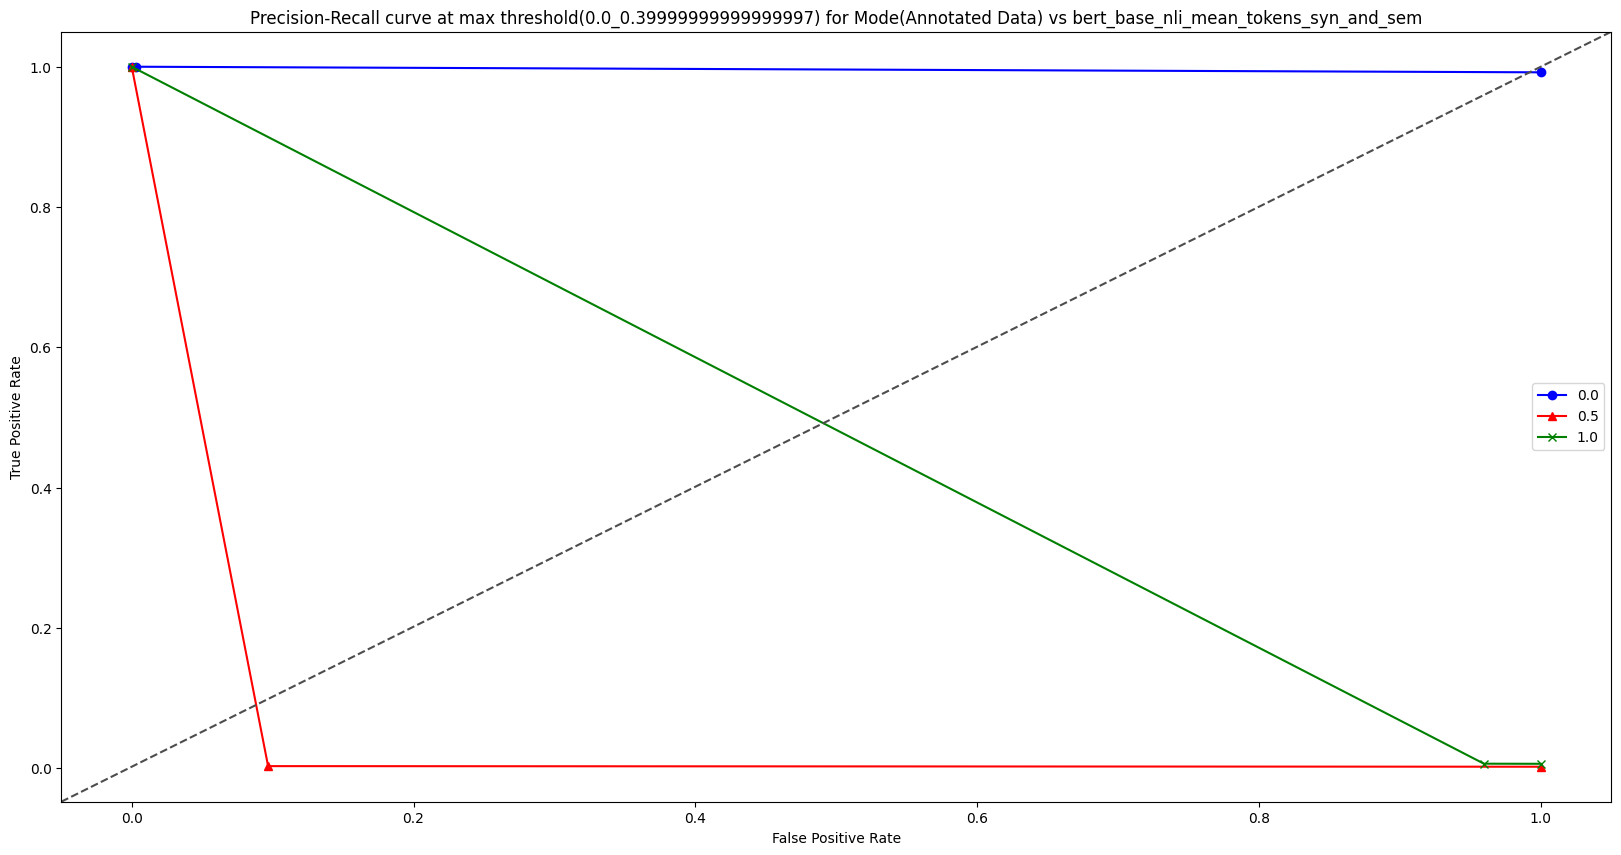 Precision-Recall curve at max threshold(0.0_0.39999999999999997) for Mode(Annotated Data) vs bert_base_nli_mean_tokens_syn_and_sem
1.0
0.8
0.6
0.4
0.2
0.0
True Positive Rate
0.0
0.5
1.0
0.0 0.2 0.4 0.6 0.8 1.0
False Positive Rate